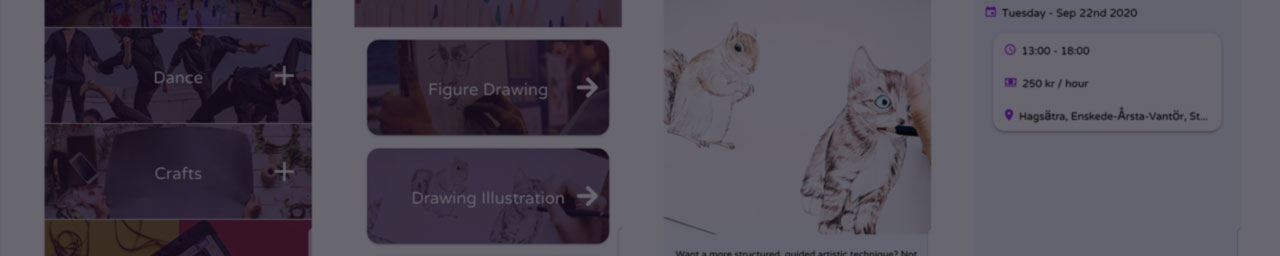 Dance
Crafts
Figure Drawing
Drawing Illustration
Want a more structured, guided artistic technique? Not
Tuesday - Sep 22nd 2020
13:00 - 18:00
250 kr / hour
Hagsätra, Enskede-Årsta-Vantör, St...